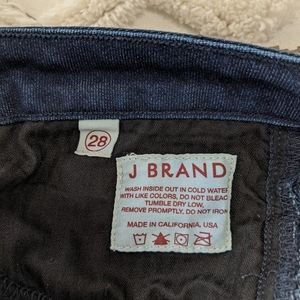 28
J BRAND
WASH INSIDE OUT IN COLD WATER
WITH LIKE COLORS, DO NOT BLEAC
TUMBLE DRY LOW,
REMOVE PROMPTLY, DO NOT IRON
MADE IN CALIFORNIA, USA